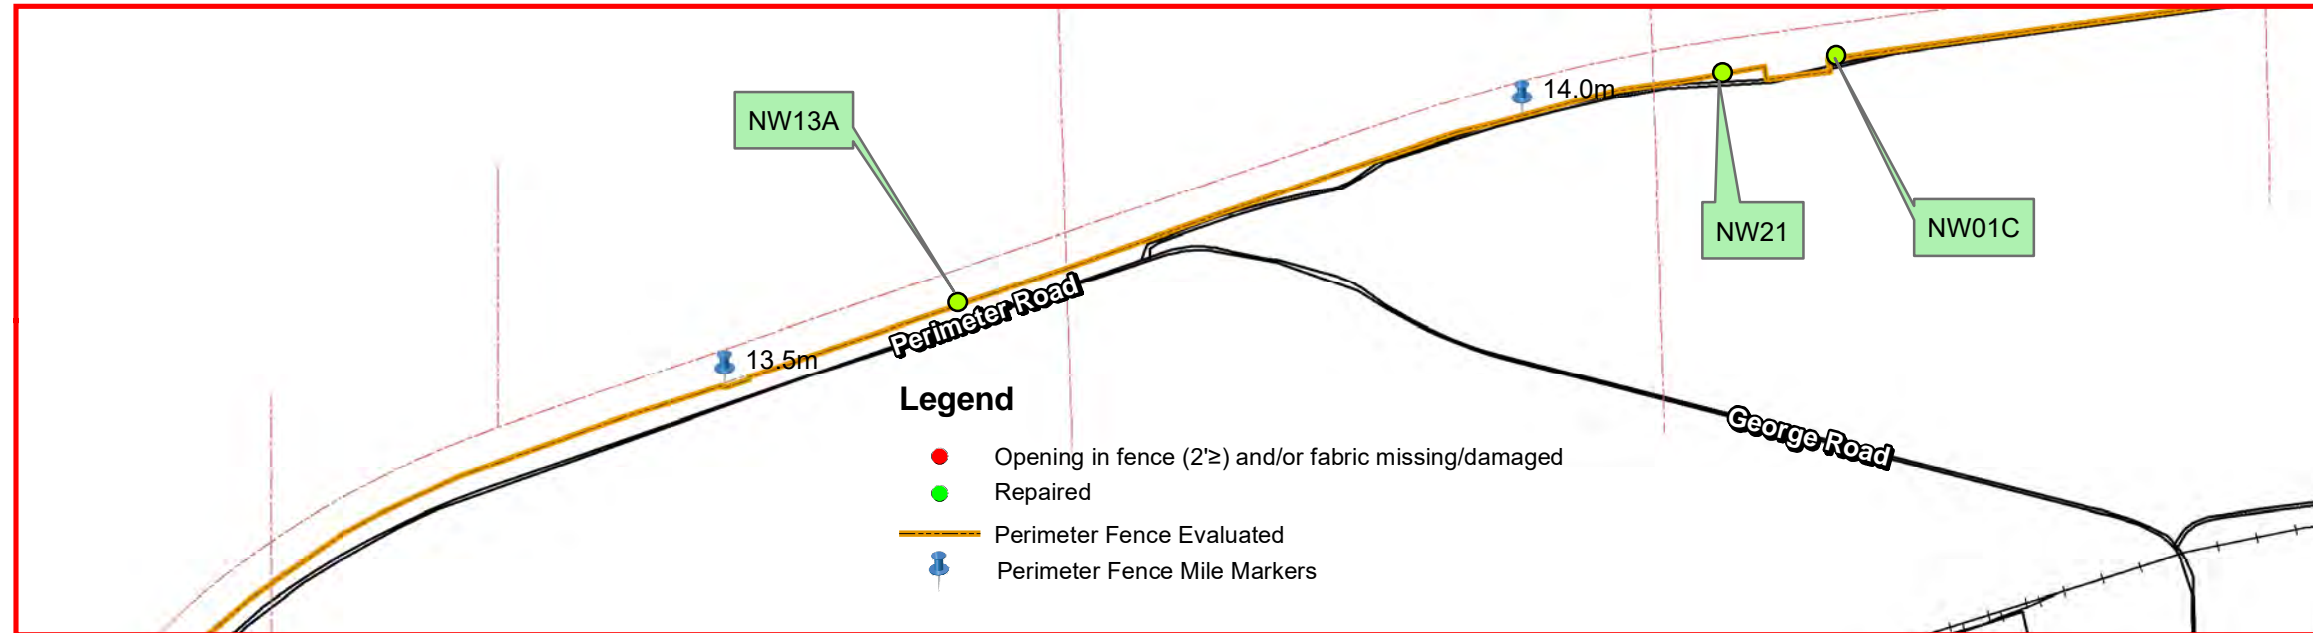 14.0m
NW13A
NW21
NW01C
Perimeter Road
13.5m
Legend
Opening in fence (2'≥) and/or fabric missing/damaged
Repaired
Perimeter Fence Evaluated
Perimeter Fence Mile Markers
George Road